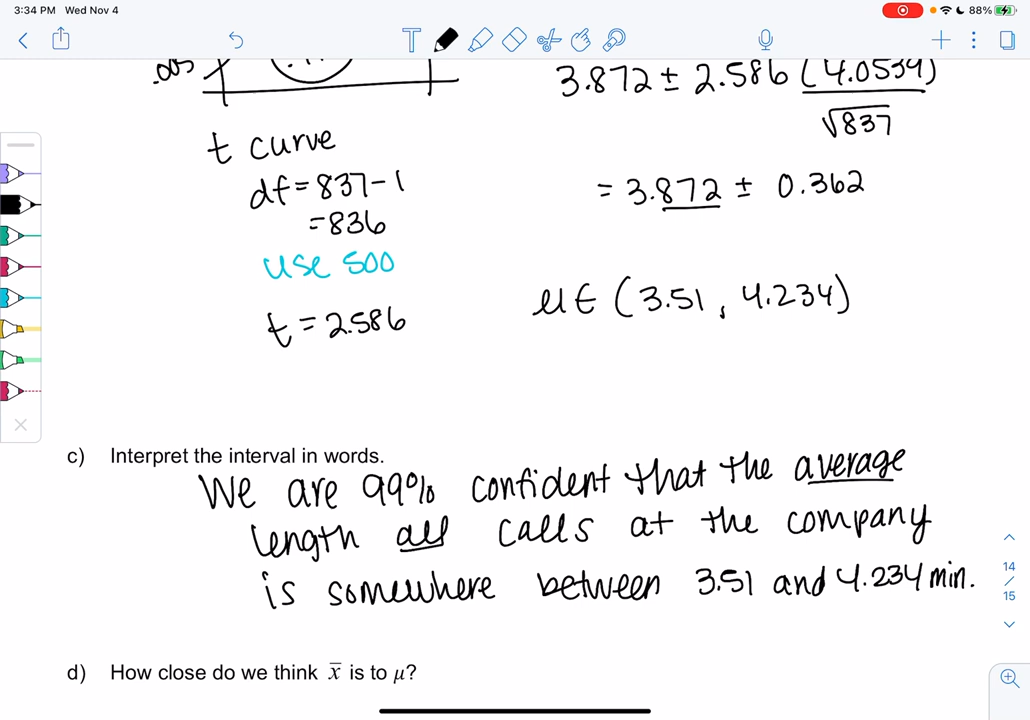 3:34 PM Wed Nov 4 88%
.005
3.872 ± 2.586 (4.0534)
√837
t curve
df = 837 - 1
= 836
use 500
t = 2.586
= 3.872 ± 0.362
μ ∈ (3.51, 4.234)
c) Interpret the interval in words.
We are 99% confident that the average
length all calls at the company
is somewhere between 3.51 and 4.234 min.
14
/
15
d) How close do we think x̅ is to μ?